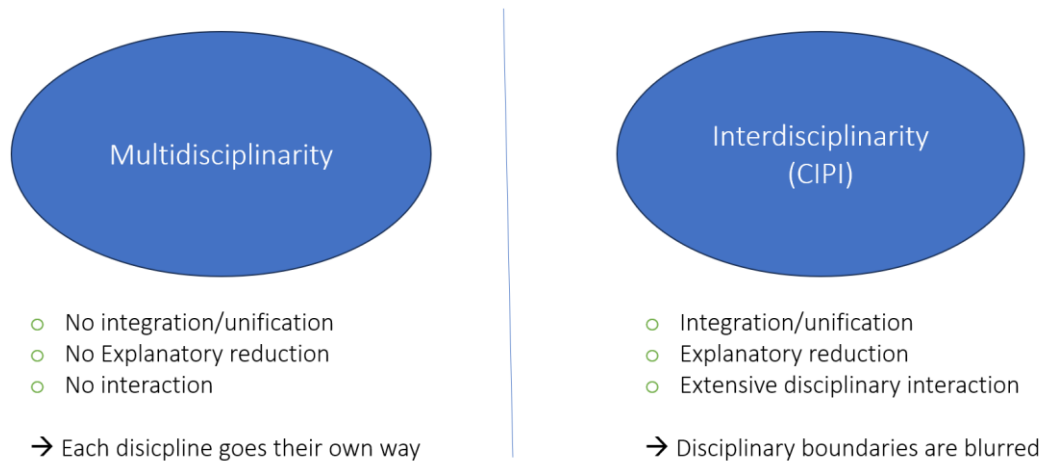 Multidisciplinarity
○ No integration/unification
○ No Explanatory reduction
○ No interaction
→ Each disicpline goes their own way
Interdisciplinarity
(CIPI)
○ Integration/unification
○ Explanatory reduction
○ Extensive disciplinary interaction
→ Disciplinary boundaries are blurred